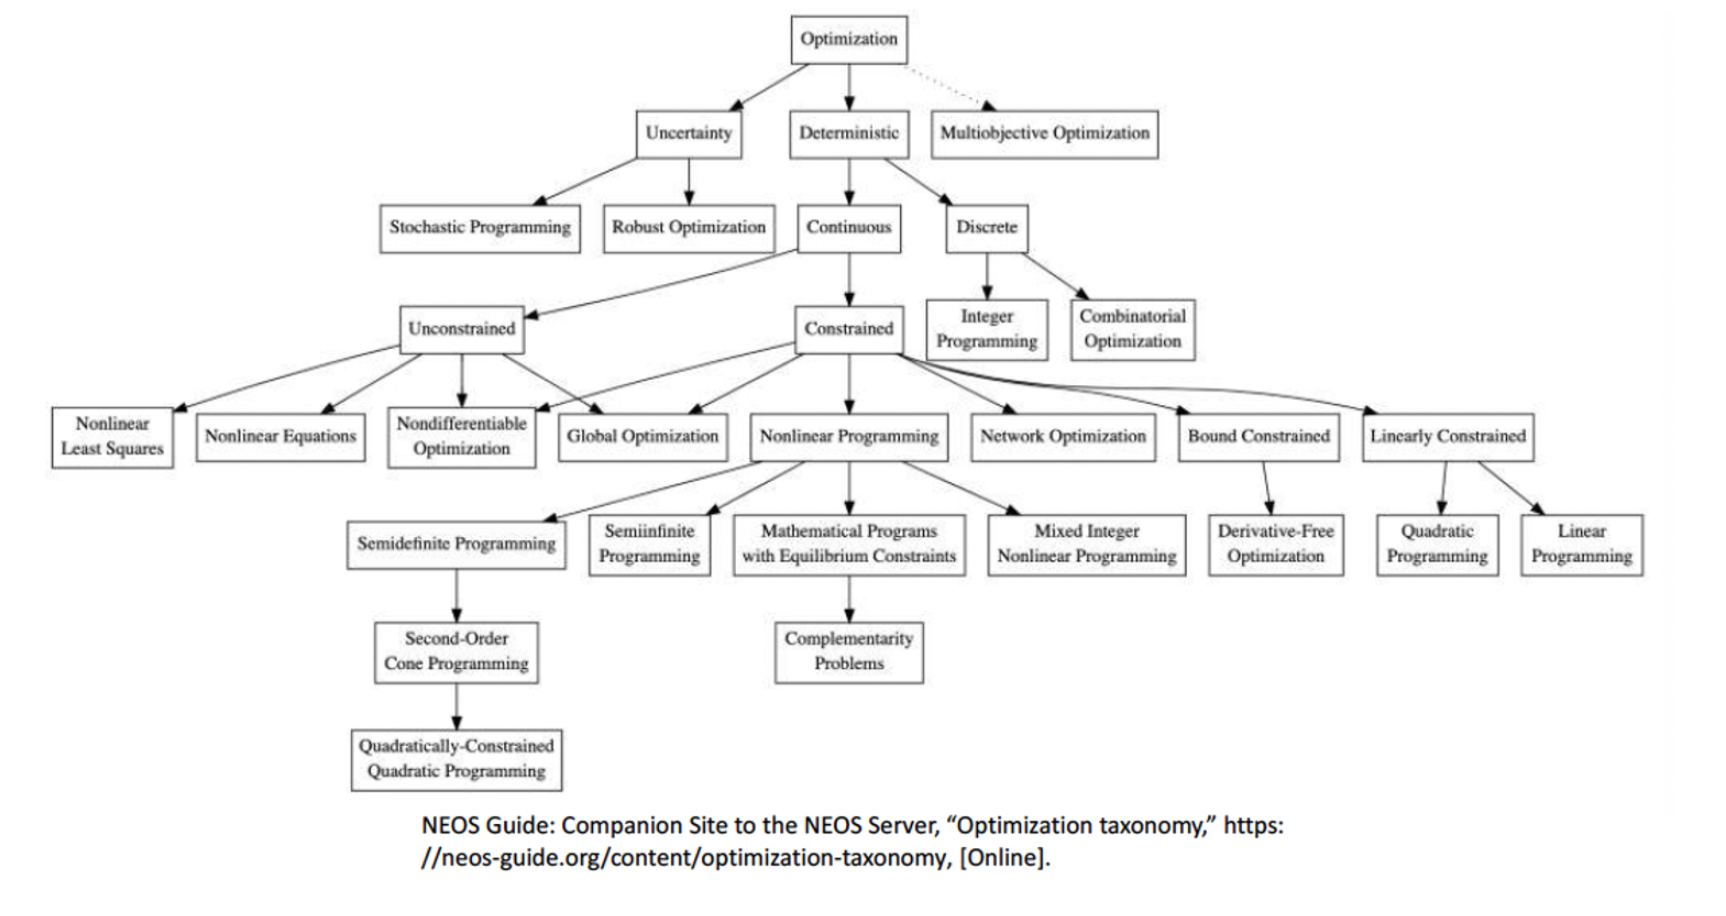 Optimization
Uncertainty
Deterministic
Multiobjective Optimization
Stochastic Programming
Robust Optimization
Continuous
Discrete
Unconstrained
Constrained
Integer
Programming
Combinatorial
Optimization
Nonlinear
Least Squares
Nonlinear Equations
Nondifferentiable
Optimization
Global Optimization
Nonlinear Programming
Network Optimization
Bound Constrained
Linearly Constrained
Semidefinite Programming
Semiinfinite
Programming
Mathematical Programs
with Equilibrium Constraints
Mixed Integer
Nonlinear Programming
Derivative-Free
Optimization
Quadratic
Programming
Linear
Programming
Second-Order
Cone Programming
Complementarity
Problems
Quadratically-Constrained
Quadratic Programming
NEOS Guide: Companion Site to the NEOS Server, “Optimization taxonomy,” https:
//neos-guide.org/content/optimization-taxonomy, [Online].